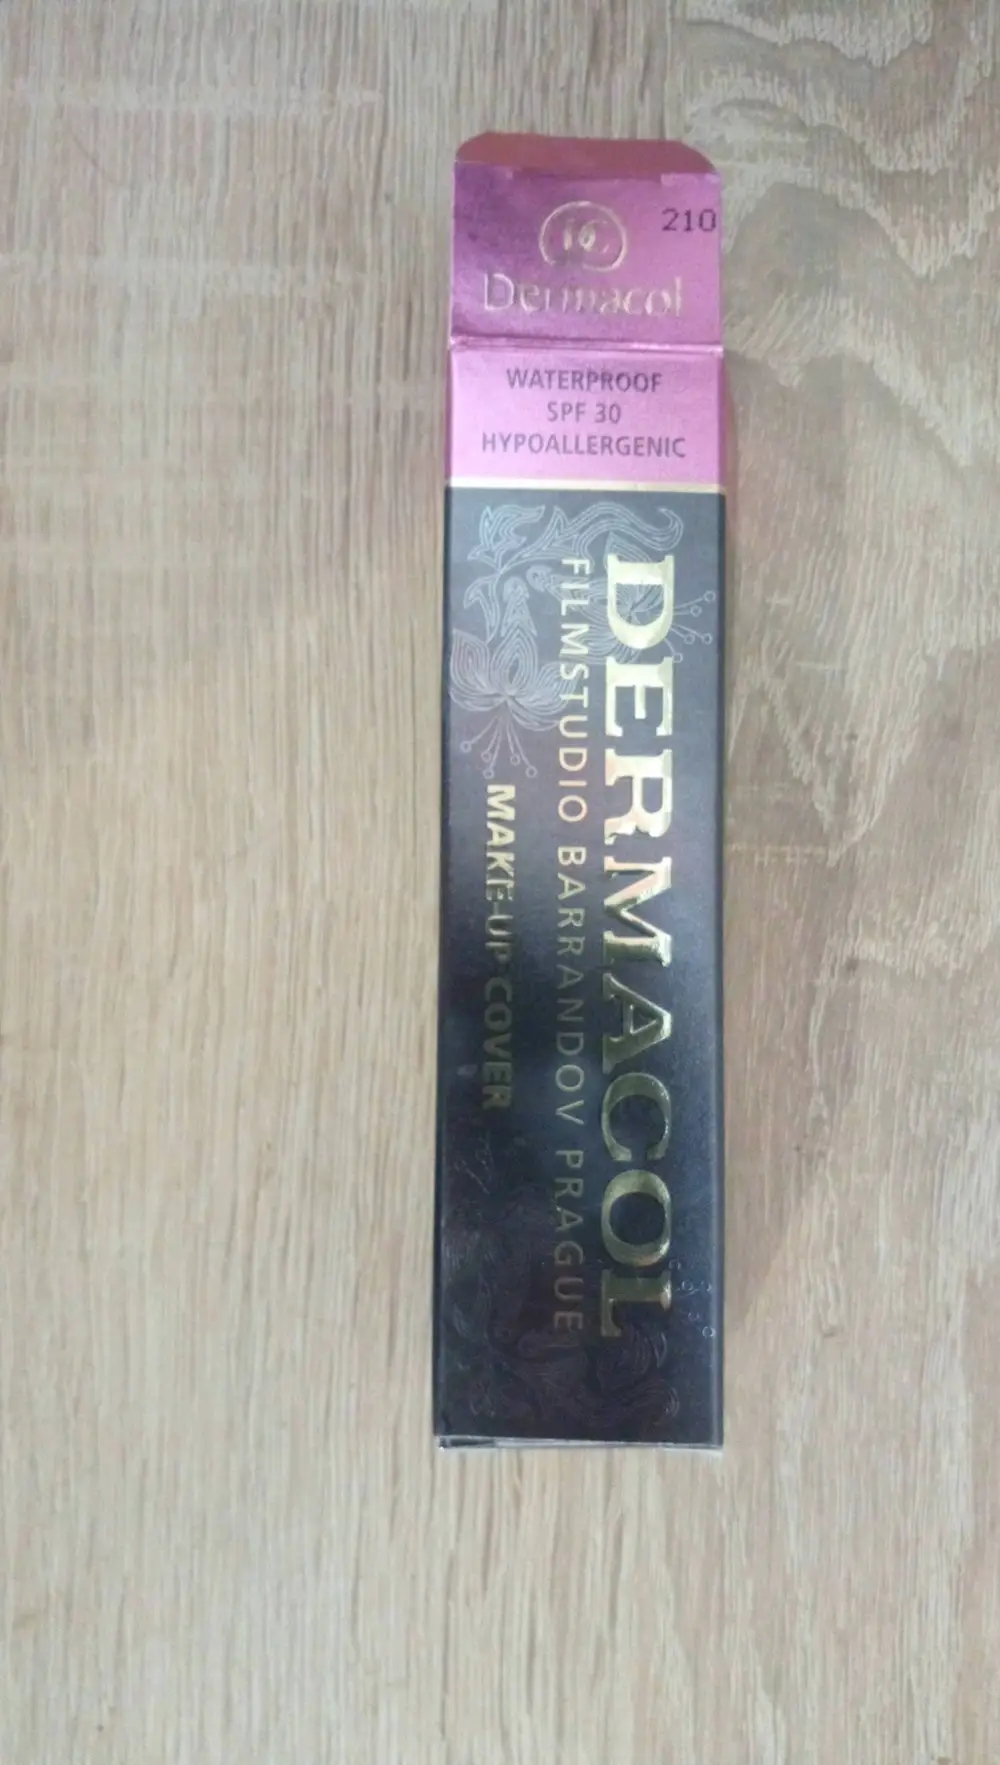 210
Dermacol
WATERPROOF
SPF 30
HYPOALLERGENIC
DERMACOL
FILMSTUDIO BARRANDOV PRAGUE
MAKE-UP COVER